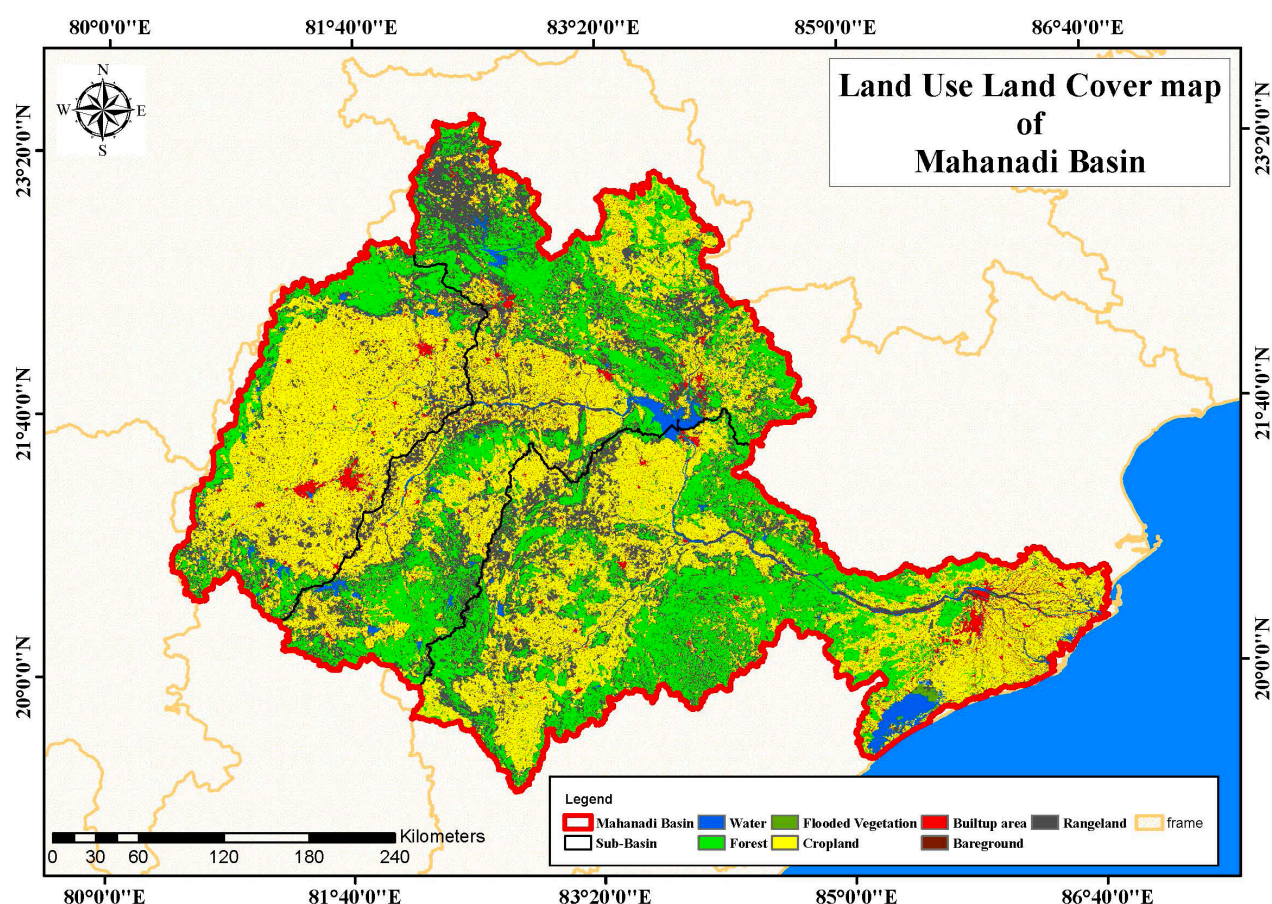 80°0'0"E 81°40'0"E 83°20'0"E 85°0'0"E 86°40'0"E
Land Use Land Cover map
of
Mahanadi Basin
N
W E
S
23°20'0"N 23°20'0"N
21°40'0"N 21°40'0"N
20°0'0"N 20°0'0"N
Legend
Mahanadi Basin Water Flooded Vegetation Builtup area Rangeland frame
Sub-Basin Forest Cropland Bareground
Kilometers
0 30 60 120 180 240
80°0'0"E 81°40'0"E 83°20'0"E 85°0'0"E 86°40'0"E